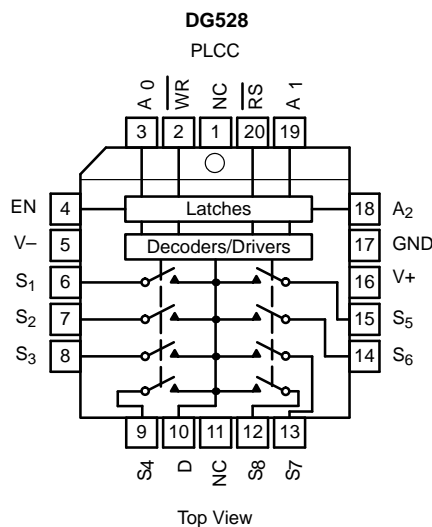 DG528
PLCC
A 0
WR
NC
RS
A 1
3
2
1
20
19
EN
4
Latches
18
A2
V–
5
Decoders/Drivers
17
GND
S1
6
16
V+
S2
7
15
S5
S3
8
14
S6
9
10
11
12
13
S4
D
NC
S8
S7
Top View